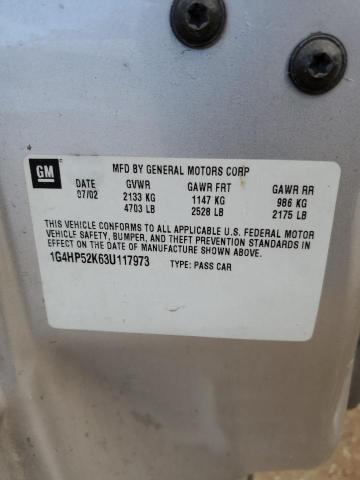 GM
MFD BY GENERAL MOTORS CORP
DATE GVWR GAWR FRT GAWR RR
07/02 2133 KG 1147 KG 986 KG
4703 LB 2528 LB 2175 LB
THIS VEHICLE CONFORMS TO ALL APPLICABLE U.S. FEDERAL MOTOR
VEHICLE SAFETY, BUMPER, AND THEFT PREVENTION STANDARDS IN
EFFECT ON THE DATE OF MANUFACTURE SHOWN ABOVE.
1G4HP52K63U117973 TYPE: PASS CAR